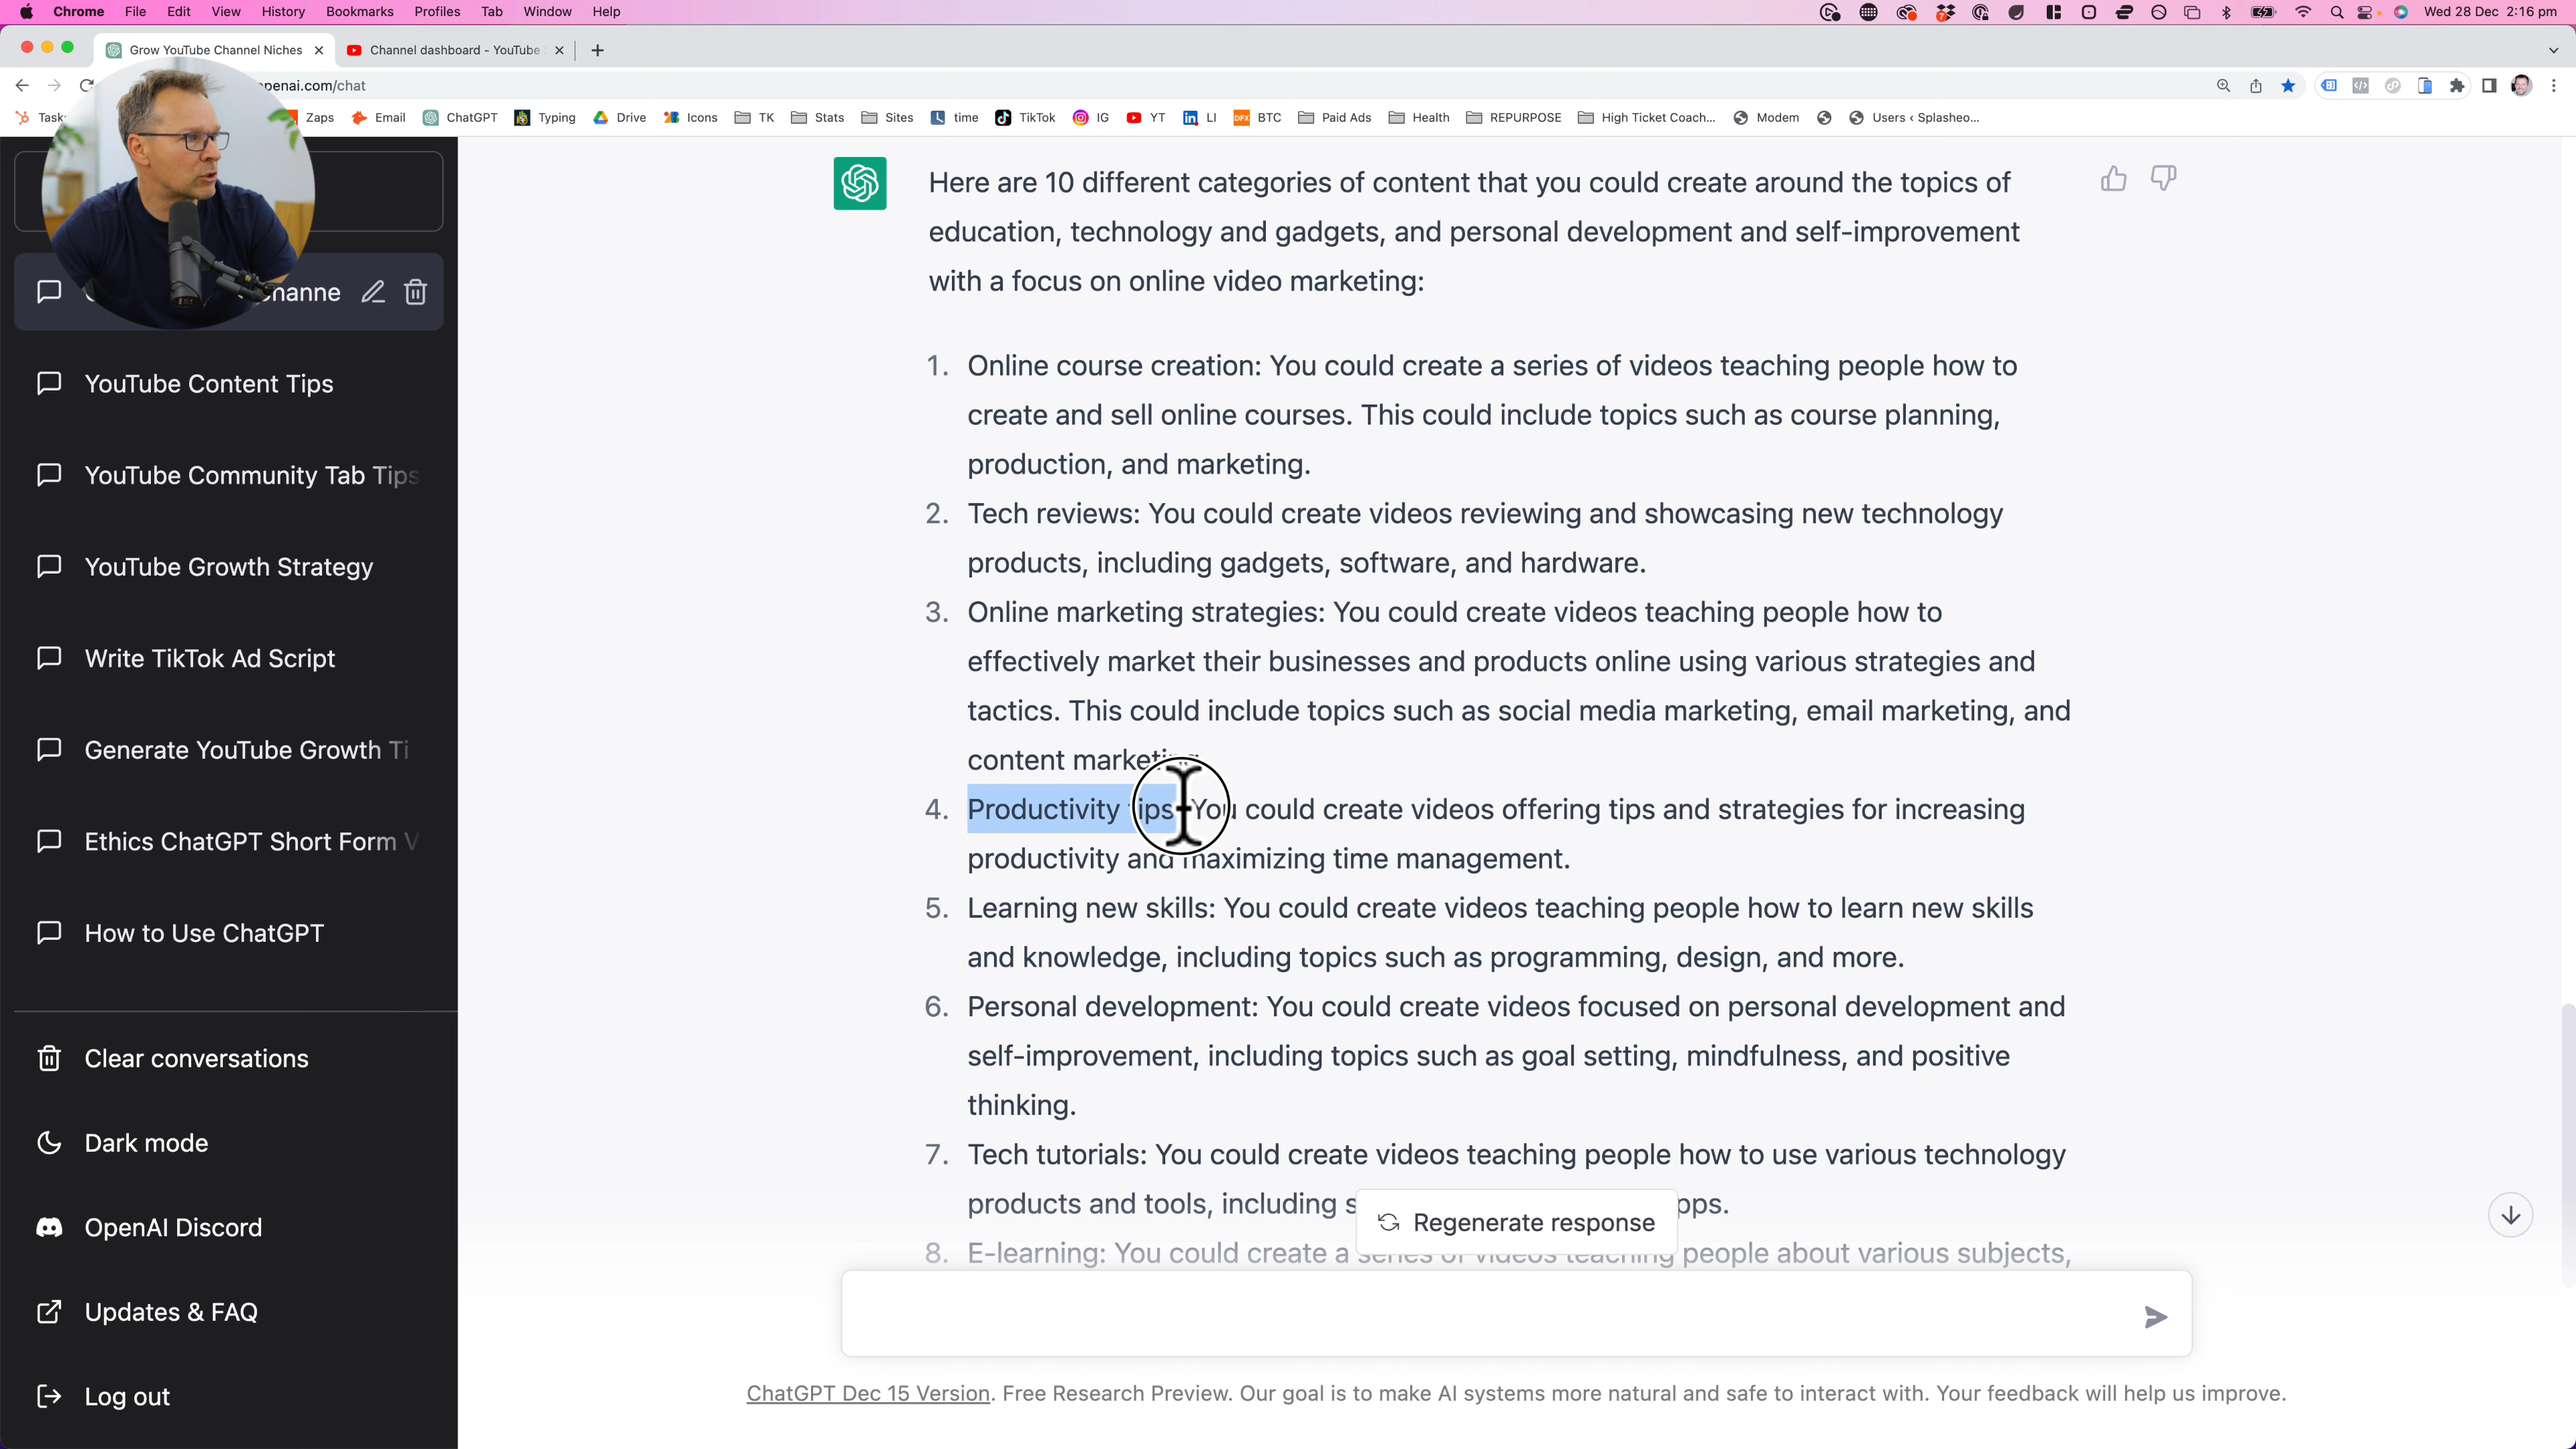 Chrome File Edit View History Bookmarks Profiles Tab Window Help Wed 28 Dec 2:16 pm
Grow YouTube Channel Niches Channel dashboard - YouTube
openai.com/chat
Task Zaps Email ChatGPT Typing Drive Icons TK Stats Sites time TikTok IG YT LI BTC Paid Ads Health REPURPOSE High Ticket Coach... Modem Users ‹ Splasheo...
YouTube Content Tips
YouTube Community Tab Tips
YouTube Growth Strategy
Write TikTok Ad Script
Generate YouTube Growth Ti
Ethics ChatGPT Short Form V
How to Use ChatGPT
Clear conversations
Dark mode
OpenAI Discord
Updates & FAQ
Log out
Here are 10 different categories of content that you could create around the topics of
education, technology and gadgets, and personal development and self-improvement
with a focus on online video marketing:
1. Online course creation: You could create a series of videos teaching people how to
create and sell online courses. This could include topics such as course planning,
production, and marketing.
2. Tech reviews: You could create videos reviewing and showcasing new technology
products, including gadgets, software, and hardware.
3. Online marketing strategies: You could create videos teaching people how to
effectively market their businesses and products online using various strategies and
tactics. This could include topics such as social media marketing, email marketing, and
content marketing.
4. Productivity tips: You could create videos offering tips and strategies for increasing
productivity and maximizing time management.
5. Learning new skills: You could create videos teaching people how to learn new skills
and knowledge, including topics such as programming, design, and more.
6. Personal development: You could create videos focused on personal development and
self-improvement, including topics such as goal setting, mindfulness, and positive
thinking.
7. Tech tutorials: You could create videos teaching people how to use various technology
products and tools, including
Regenerate response
8. E-learning: You could create a series of videos teaching people about various subjects,
ChatGPT Dec 15 Version. Free Research Preview. Our goal is to make AI systems more natural and safe to interact with. Your feedback will help us improve.